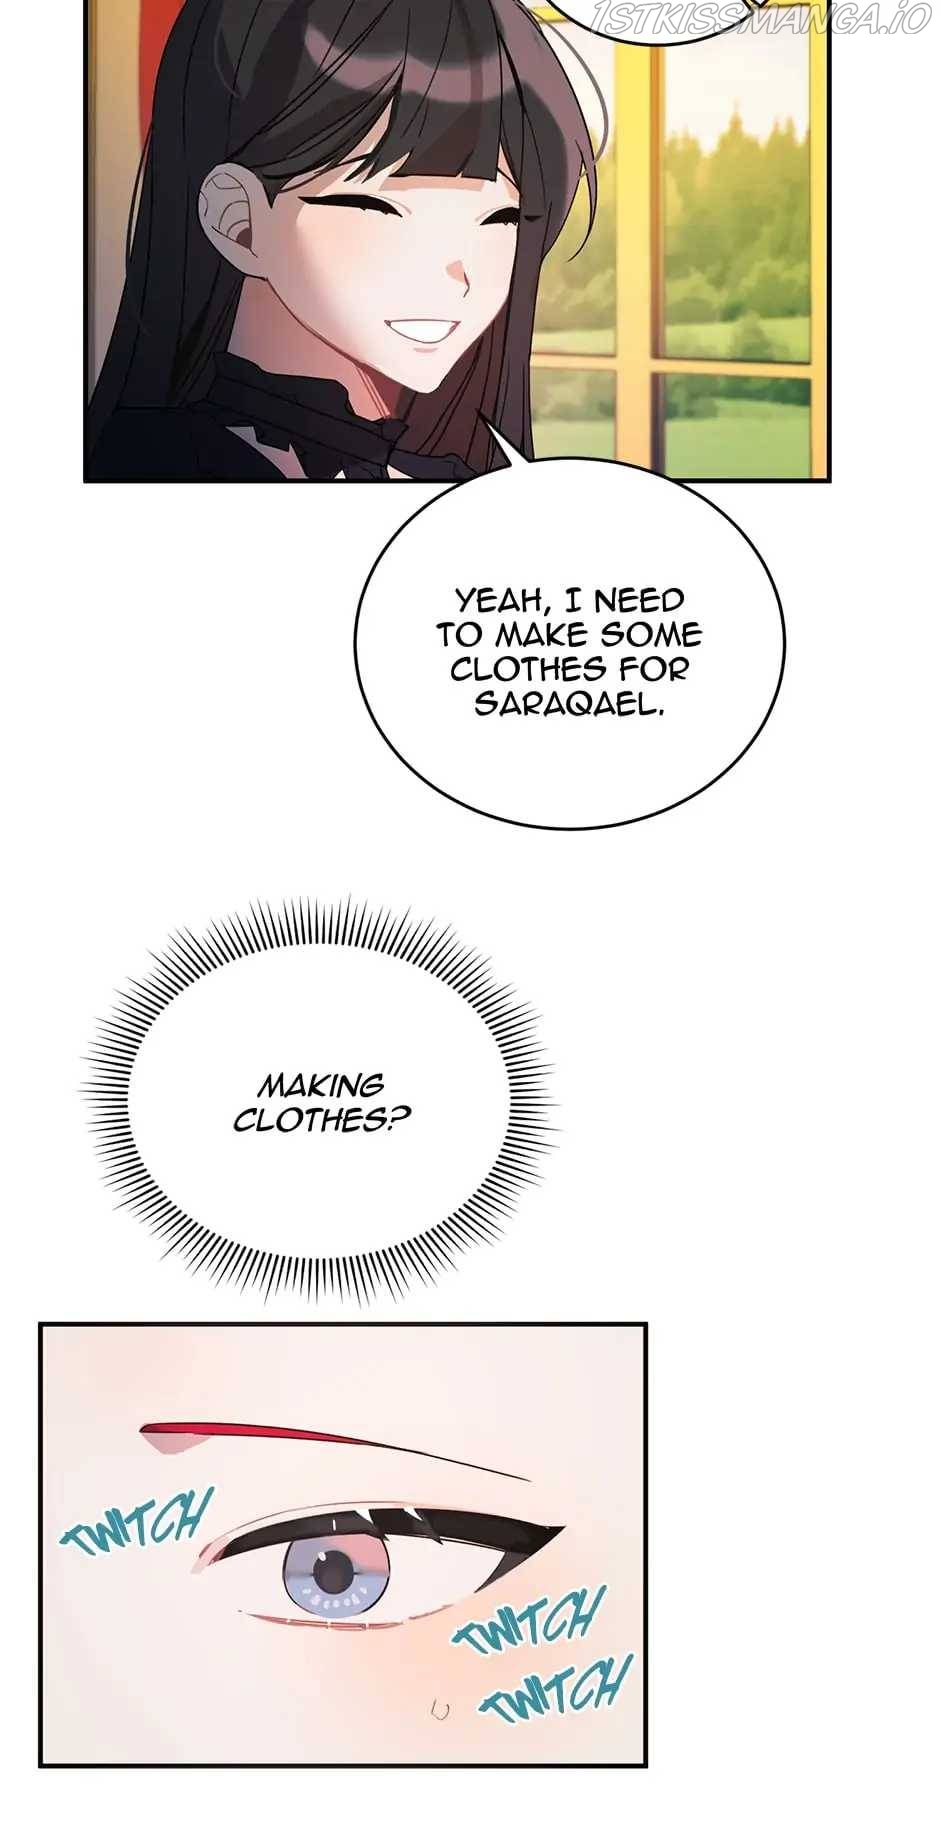 1STKISSMANGA.IO
YEAH, I NEED
TO MAKE SOME
CLOTHES FOR
SARAQAEL.
MAKING
CLOTHES?
TWITCH
TWITCH
TWITCH